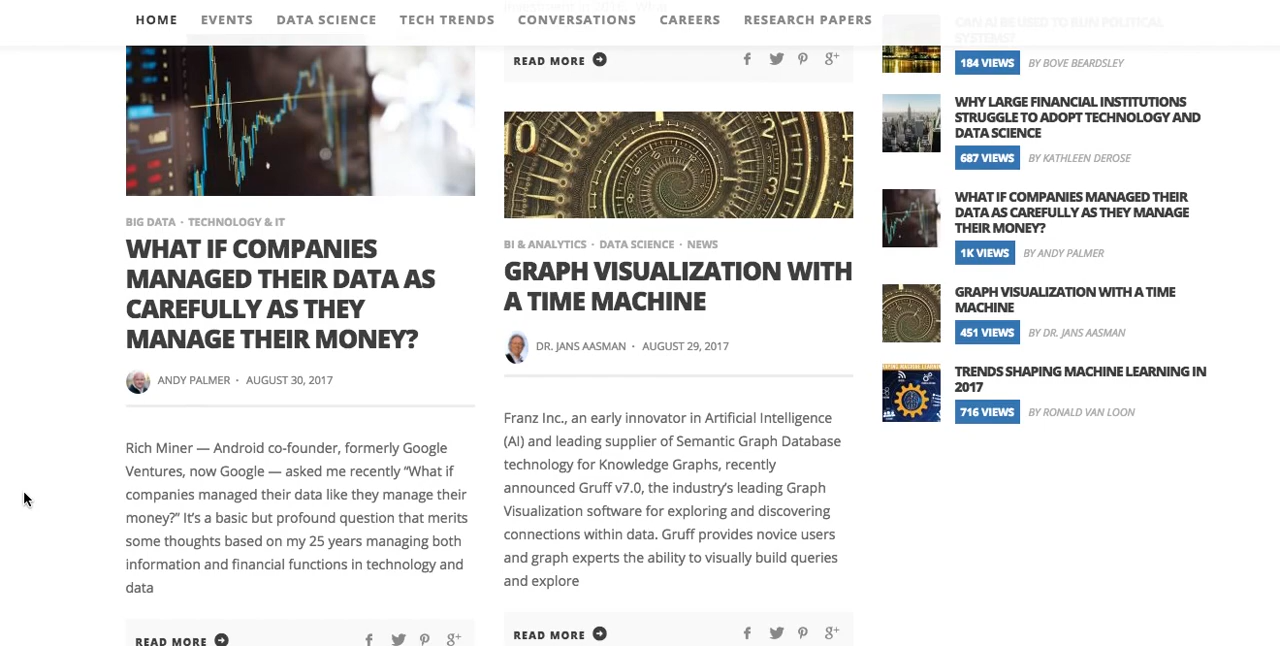 HOME EVENTS DATA SCIENCE TECH TRENDS CONVERSATIONS CAREERS RESEARCH PAPERS
BIG DATA · TECHNOLOGY & IT
WHAT IF COMPANIES
MANAGED THEIR DATA AS
CAREFULLY AS THEY
MANAGE THEIR MONEY?
ANDY PALMER · AUGUST 30, 2017
Rich Miner — Android co-founder, formerly Google
Ventures, now Google — asked me recently “What if
companies managed their data like they manage their
money?” It’s a basic but profound question that merits
some thoughts based on my 25 years managing both
information and financial functions in technology and
data
READ MORE
READ MORE
BI & ANALYTICS · DATA SCIENCE · NEWS
GRAPH VISUALIZATION WITH
A TIME MACHINE
DR. JANS AASMAN · AUGUST 29, 2017
Franz Inc., an early innovator in Artificial Intelligence
(AI) and leading supplier of Semantic Graph Database
technology for Knowledge Graphs, recently
announced Gruff v7.0, the industry’s leading Graph
Visualization software for exploring and discovering
connections within data. Gruff provides novice users
and graph experts the ability to visually build queries
and explore
READ MORE
CAN AI BE USED TO RUN POLITICAL
SYSTEMS?
184 VIEWS BY BOVE BEARDSLEY
WHY LARGE FINANCIAL INSTITUTIONS
STRUGGLE TO ADOPT TECHNOLOGY AND
DATA SCIENCE
687 VIEWS BY KATHLEEN DEROSE
WHAT IF COMPANIES MANAGED THEIR
DATA AS CAREFULLY AS THEY MANAGE
THEIR MONEY?
1K VIEWS BY ANDY PALMER
GRAPH VISUALIZATION WITH A TIME
MACHINE
451 VIEWS BY DR. JANS AASMAN
TRENDS SHAPING MACHINE LEARNING IN
2017
716 VIEWS BY RONALD VAN LOON